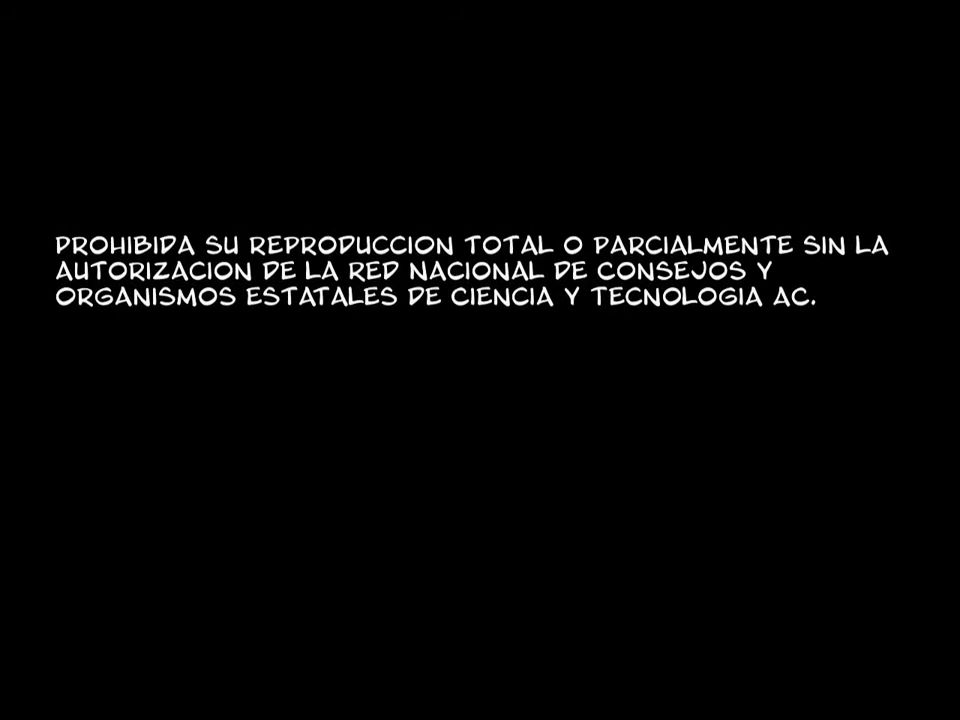 PROHIBIDA SU REPRODUCCION TOTAL O PARCIALMENTE SIN LA
AUTORIZACION DE LA RED NACIONAL DE CONSEJOS Y
ORGANISMOS ESTATALES DE CIENCIA Y TECNOLOGIA AC.